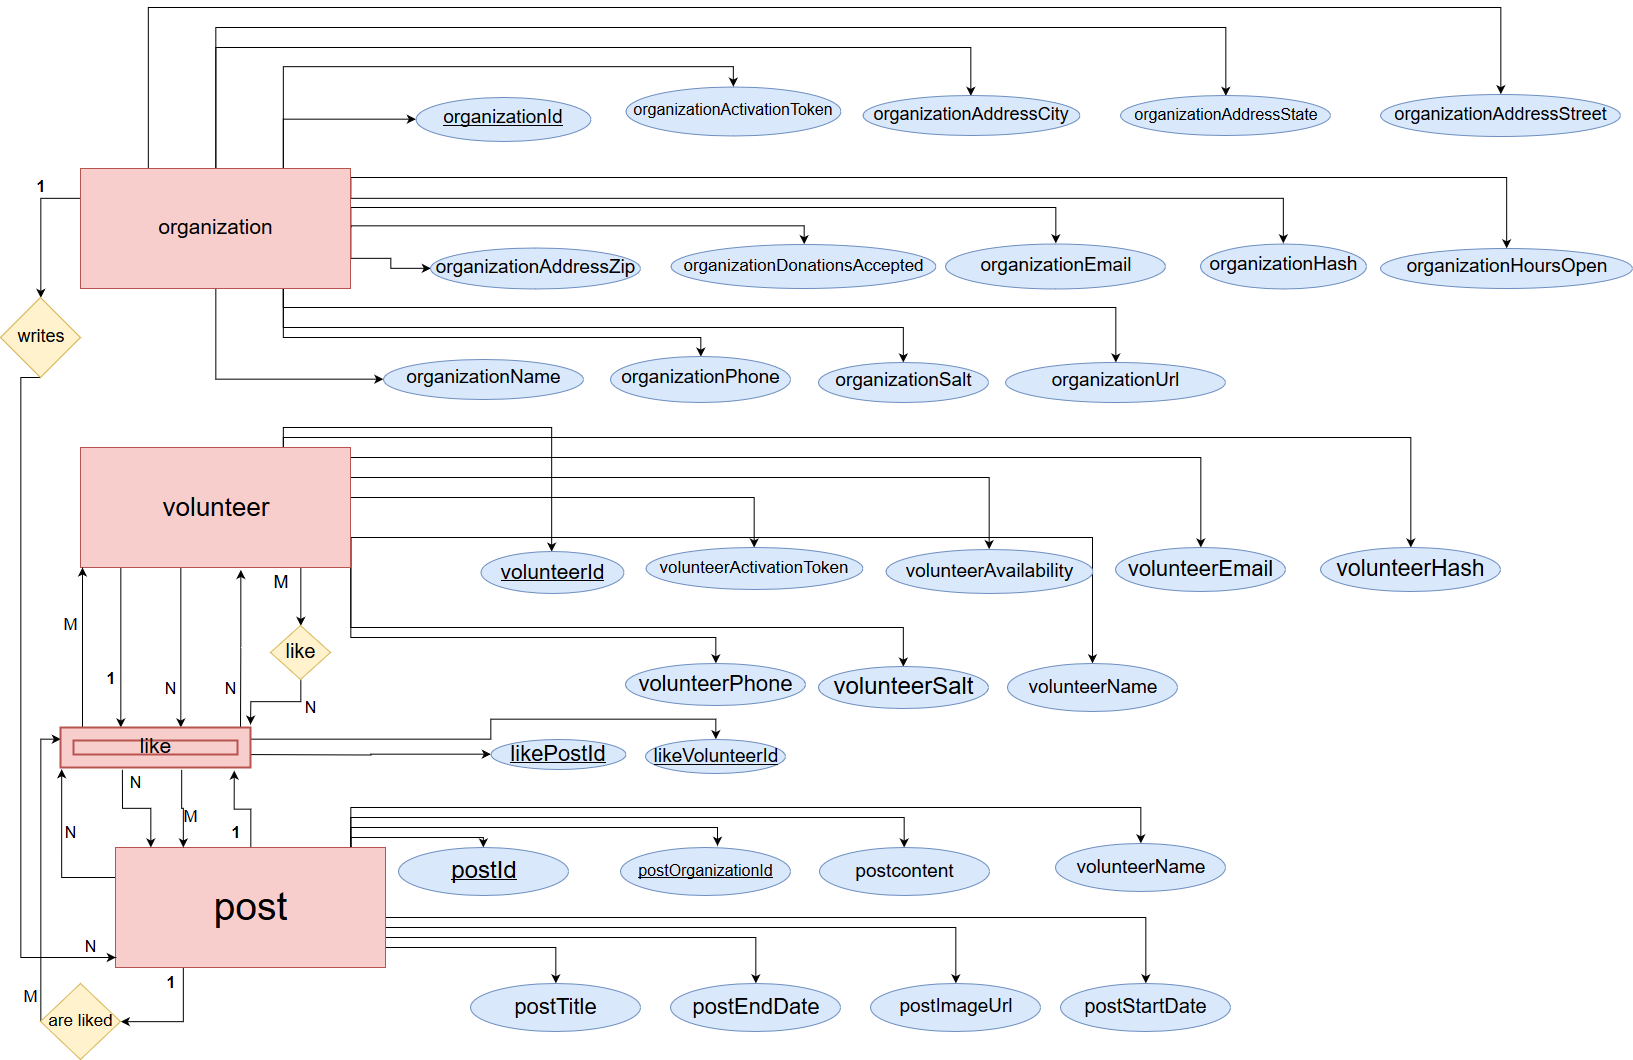 organizationId
organizationActivationToken
organizationAddressCity
organizationAddressState
organizationAddressStreet
1
organization
organizationAddressZip
organizationDonationsAccepted
organizationEmail
organizationHash
organizationHoursOpen
writes
organizationName
organizationPhone
organizationSalt
organizationUrl
volunteer
volunteerId
volunteerActivationToken
volunteerAvailability
volunteerEmail
volunteerHash
M
M
like
1
N
N
N
volunteerPhone
volunteerSalt
volunteerName
like
likePostId
likeVolunteerId
N
M
N
1
postId
postOrganizationId
postcontent
volunteerName
post
N
1
M
are liked
postTitle
postEndDate
postImageUrl
postStartDate